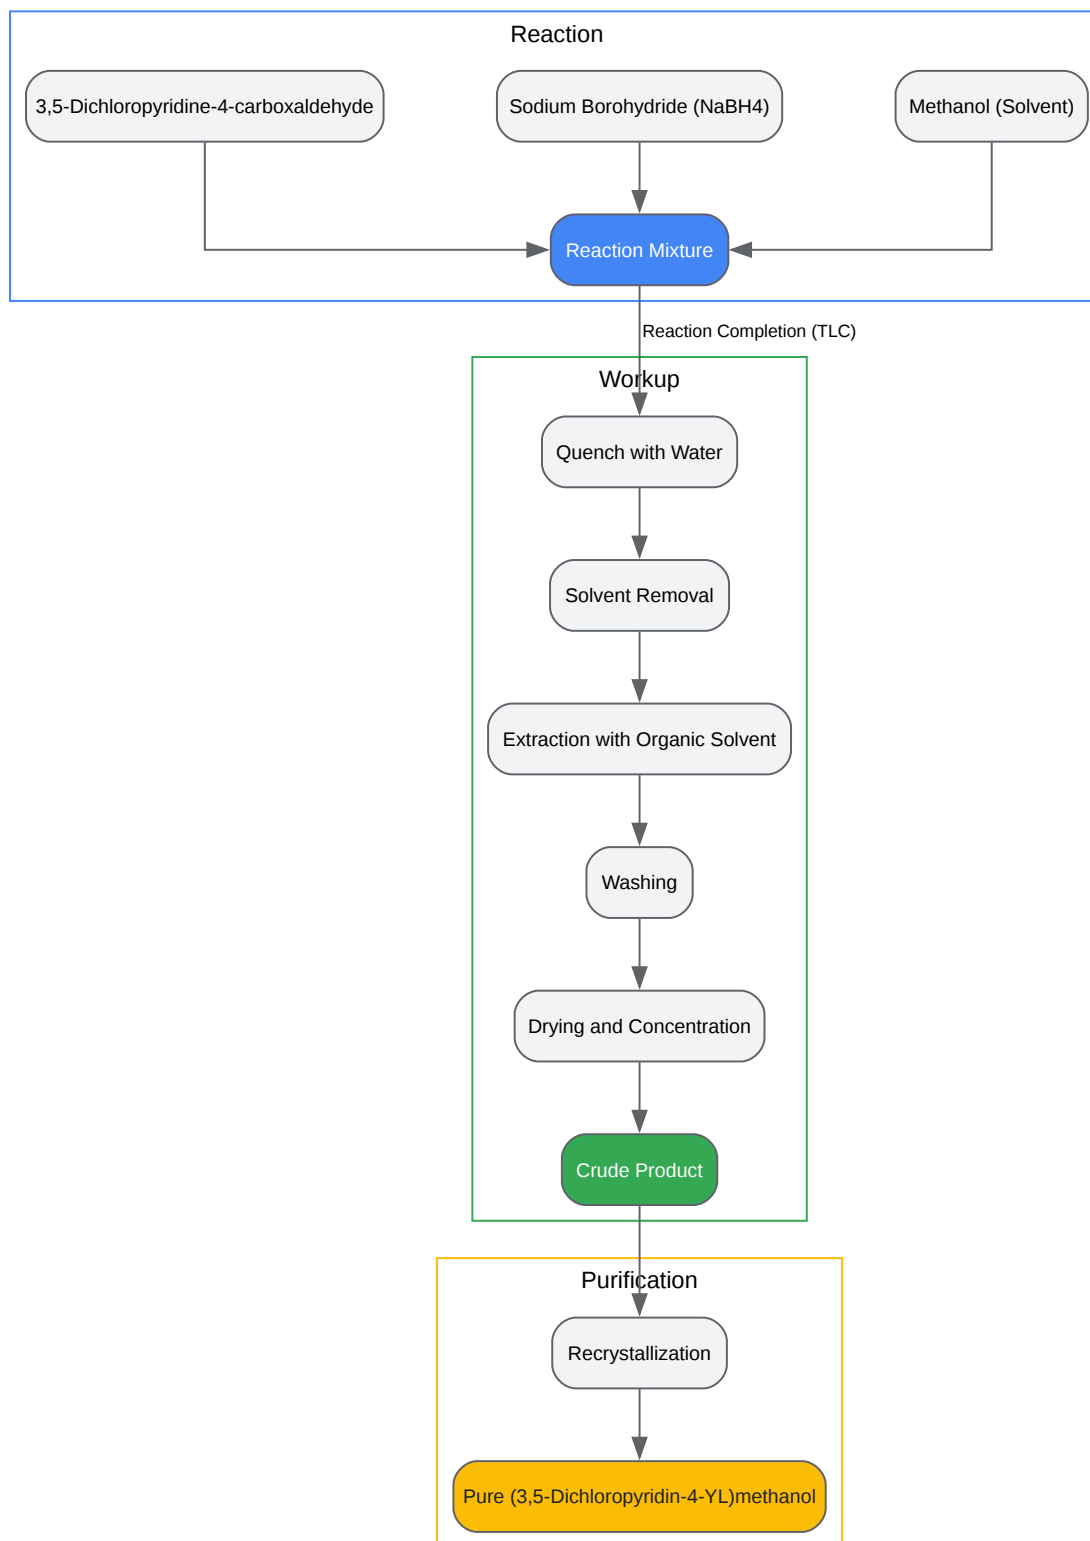 Reaction
3,5-Dichloropyridine-4-carboxaldehyde
Sodium Borohydride (NaBH4)
Methanol (Solvent)
Reaction Mixture
Reaction Completion (TLC)
Workup
Quench with Water
Solvent Removal
Extraction with Organic Solvent
Washing
Drying and Concentration
Crude Product
Purification
Recrystallization
Pure (3,5-Dichloropyridin-4-YL)methanol